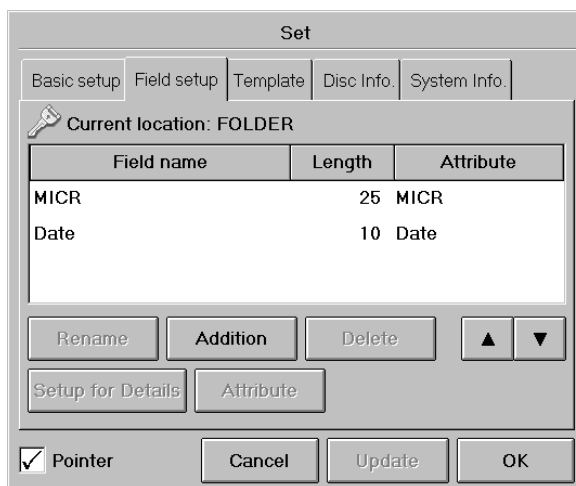 Set
Basic setup Field setup Template Disc Info. System Info.
Current location: FOLDER
Field name Length Attribute
MICR 25 MICR
Date 10 Date
Rename Addition Delete ▲ ▼
Setup for Details Attribute
Pointer Cancel Update OK